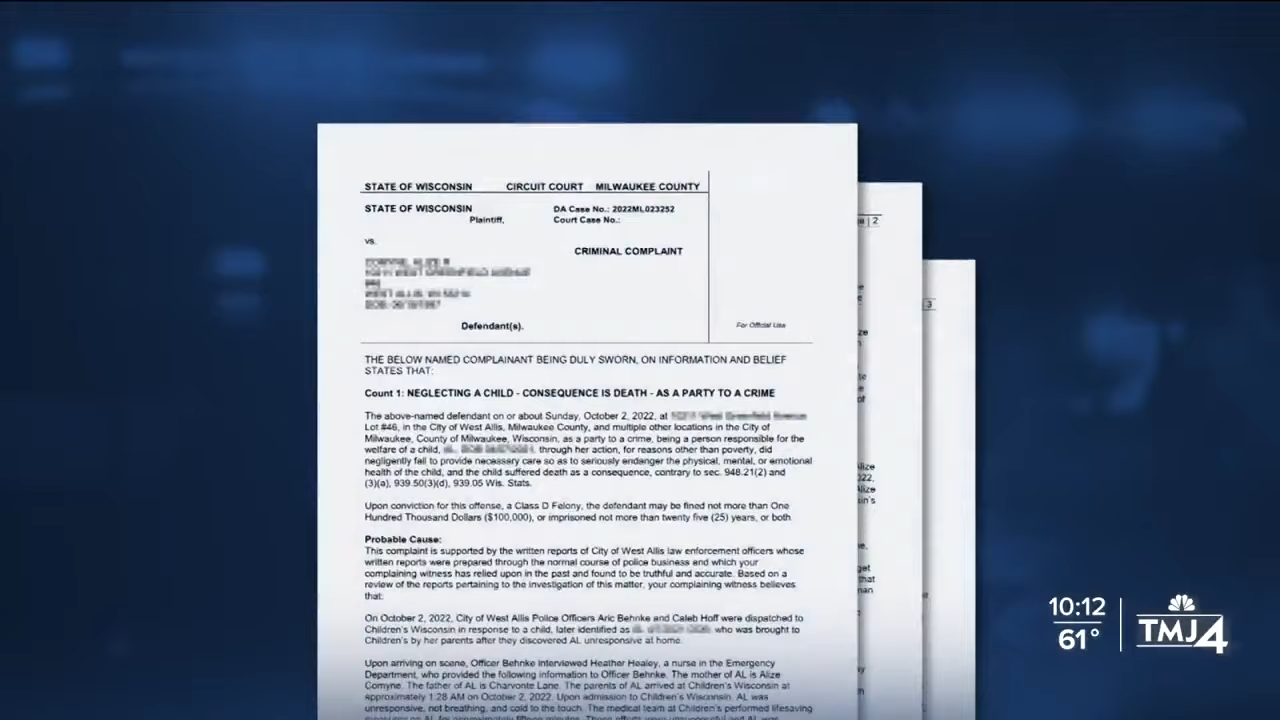 STATE OF WISCONSIN CIRCUIT COURT MILWAUKEE COUNTY
STATE OF WISCONSIN
Plaintiff,
DA Case No.: 2022ML023252
Court Case No.:
vs.
CRIMINAL COMPLAINT
Defendant(s).
For Official Use
THE BELOW NAMED COMPLAINANT BEING DULY SWORN, ON INFORMATION AND BELIEF
STATES THAT:
Count 1: NEGLECTING A CHILD - CONSEQUENCE IS DEATH - AS A PARTY TO A CRIME
The above-named defendant on or about Sunday, October 2, 2022, at
Lot #46, in the City of West Allis, Milwaukee County, and multiple other locations in the City of
Milwaukee, County of Milwaukee, Wisconsin, as a party to a crime, being a person responsible for the
welfare of a child, through her action, for reasons other than poverty, did
negligently fail to provide necessary care so as to seriously endanger the physical, mental, or emotional
health of the child, and the child suffered death as a consequence, contrary to sec. 948.21(2) and
(3)(a), 939.50(3)(d), 939.05 Wis. Stats.
Upon conviction for this offense, a Class D Felony, the defendant may be fined not more than One
Hundred Thousand Dollars ($100,000), or imprisoned not more than twenty five (25) years, or both
Probable Cause:
This complaint is supported by the written reports of City of West Allis law enforcement officers whose
written reports were prepared through the normal course of police business and which your
complaining witness has relied upon in the past and found to be truthful and accurate. Based on a
review of the reports pertaining to the investigation of this matter, your complaining witness believes
that:
On October 2, 2022, City of West Allis Police Officers Aric Behnke and Caleb Hoff were dispatched to
Children's Wisconsin in response to a child, later identified as who was brought to
Children's by her parents after they discovered AL unresponsive at home.
Upon arriving on scene, Officer Behnke interviewed Heather Healey, a nurse in the Emergency
Department, who provided the following information to Officer Behnke. The mother of AL is Alize
Comyne. The father of AL is Charvonte Lane. The parents of AL arrived at Children's Wisconsin at
approximately 1:28 AM on October 2, 2022. Upon admission to Children's Wisconsin, AL was
unresponsive, not breathing, and cold to the touch. The medical team at Children's performed lifesaving
2
3
10:12
61°
TMJ4